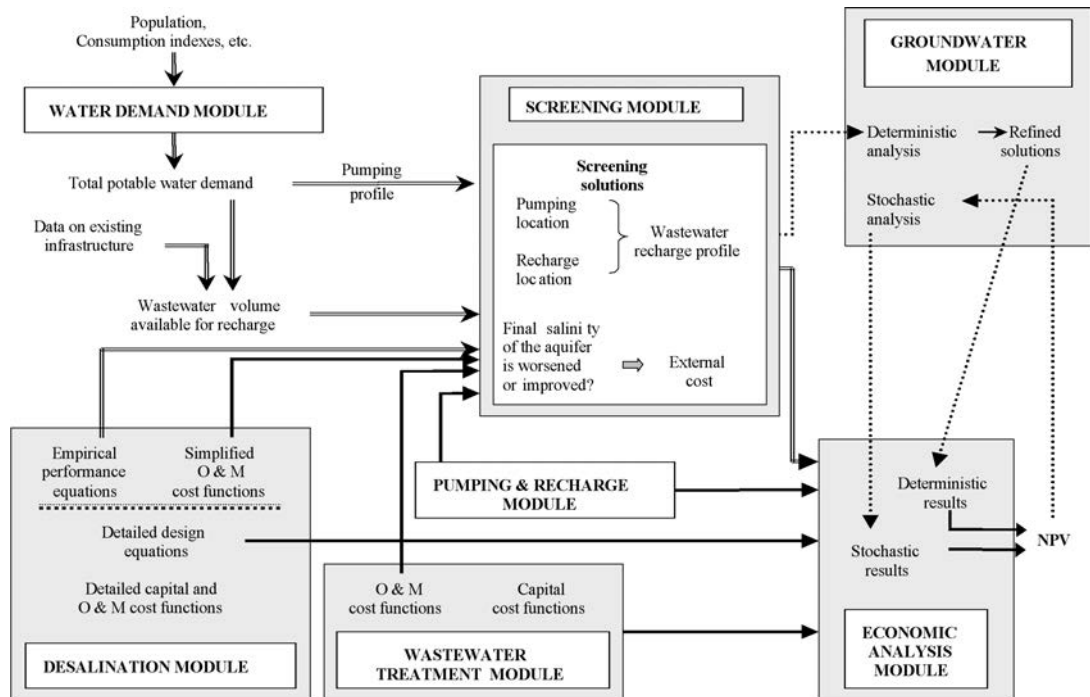 Population,
Consumption indexes, etc.
WATER DEMAND MODULE
Total potable water demand
Pumping
profile
Data on existing
infrastructure
Wastewater volume
available for recharge
SCREENING MODULE
Screening
solutions
Pumping
location
Recharge
location
Wastewater
recharge profile
Final salinity
of the aquifer
is worsened
or improved?
External
cost
GROUNDWATER
MODULE
Deterministic
analysis
Refined
solutions
Stochastic
analysis
Empirical
performance
equations
Simplified
O & M
cost functions
Detailed design
equations
Detailed capital and
O & M cost functions
DESALINATION MODULE
PUMPING & RECHARGE
MODULE
O & M
cost functions
Capital
cost functions
WASTEWATER
TREATMENT MODULE
Deterministic
results
Stochastic
results
NPV
ECONOMIC
ANALYSIS
MODULE